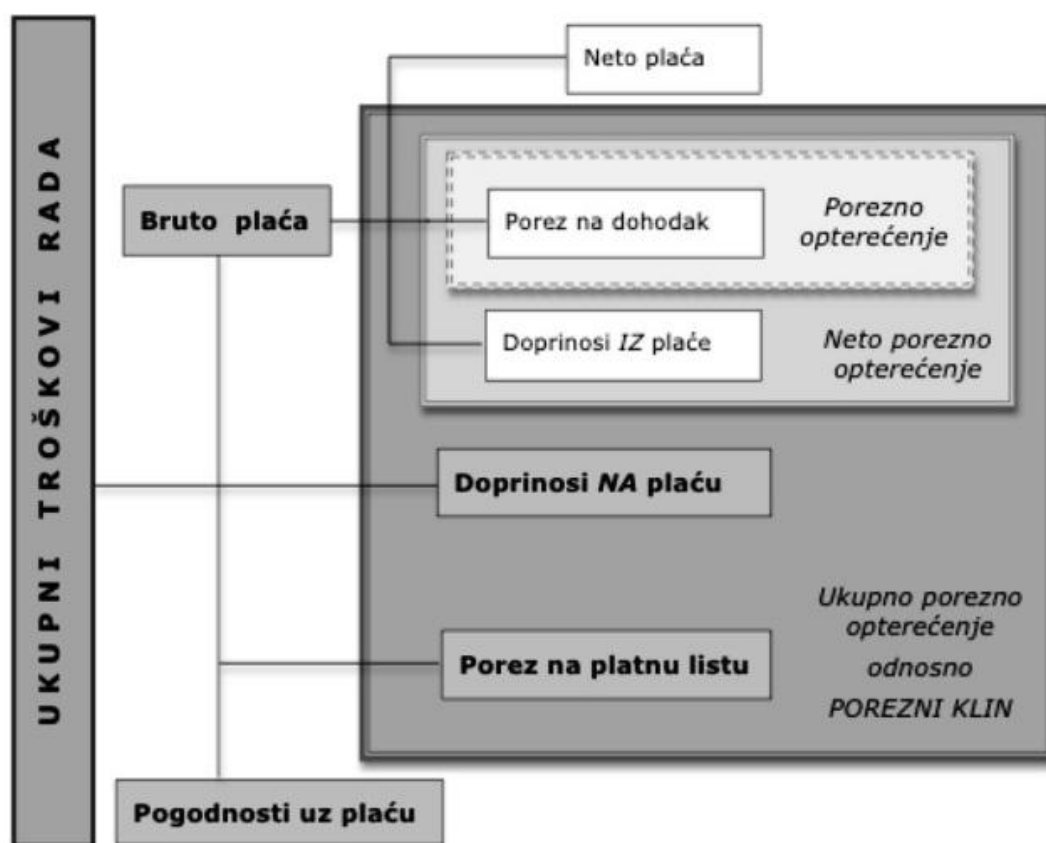 UKUPNI TROŠKOVI RADA
Neto plaća
Bruto plaća
Porez na dohodak
Porezno
opterećenje
Doprinosi IZ plaće
Neto porezno
opterećenje
Doprinosi NA plaću
Ukupno porezno
opterećenje
odnosno
POREZNI KLIN
Porez na platnu listu
Pogodnosti uz plaću